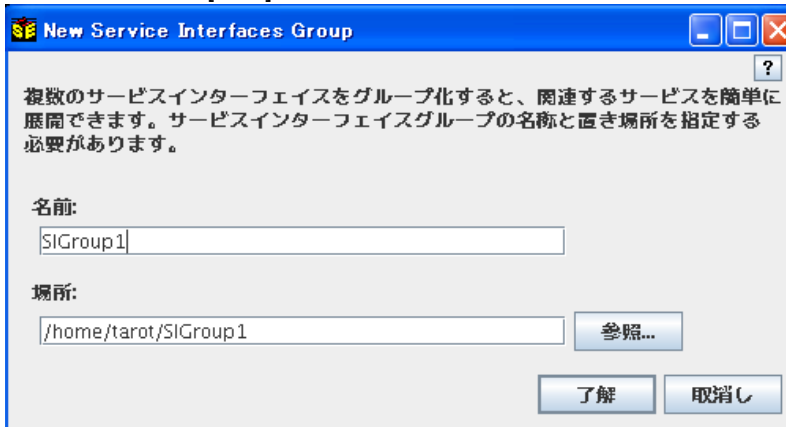 New Service Interfaces Group
?
複数のサービスインターフェイスをグループ化すると、関連するサービスを簡単に
展開できます。サービスインターフェイスグループの名称と置き場所を指定する
必要があります。
名前:
SIGroup1
場所:
/home/tarot/SIGroup1
参照...
了解 取消し